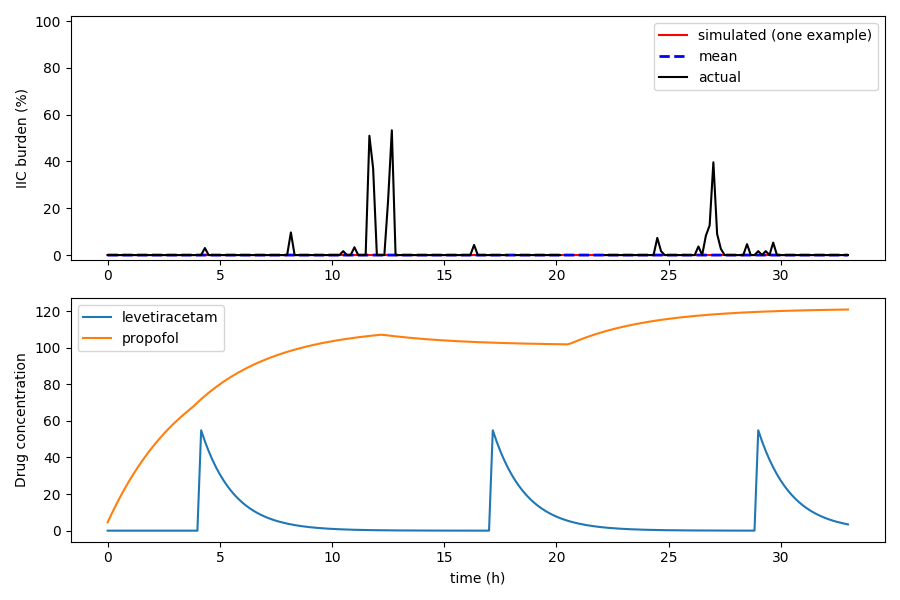 100
80
60
40
20
0
IIC burden (%)
simulated (one example)
mean
actual
0 5 10 15 20 25 30
120
100
80
60
40
20
0
Drug concentration
levetiracetam
propofol
0 5 10 15 20 25 30
time (h)